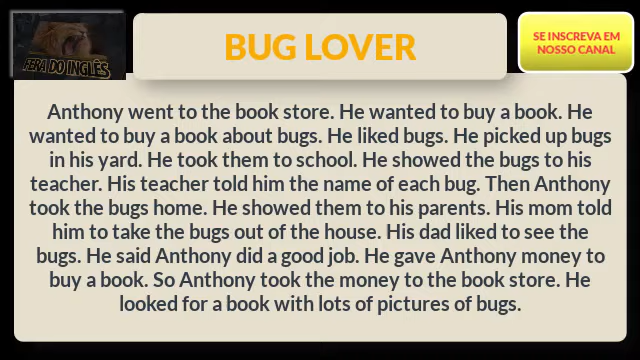 FERA DO INGLÊS
BUG LOVER
SE INSCREVA EM
NOSSO CANAL
Anthony went to the book store. He wanted to buy a book. He
wanted to buy a book about bugs. He liked bugs. He picked up bugs
in his yard. He took them to school. He showed the bugs to his
teacher. His teacher told him the name of each bug. Then Anthony
took the bugs home. He showed them to his parents. His mom told
him to take the bugs out of the house. His dad liked to see the
bugs. He said Anthony did a good job. He gave Anthony money to
buy a book. So Anthony took the money to the book store. He
looked for a book with lots of pictures of bugs.